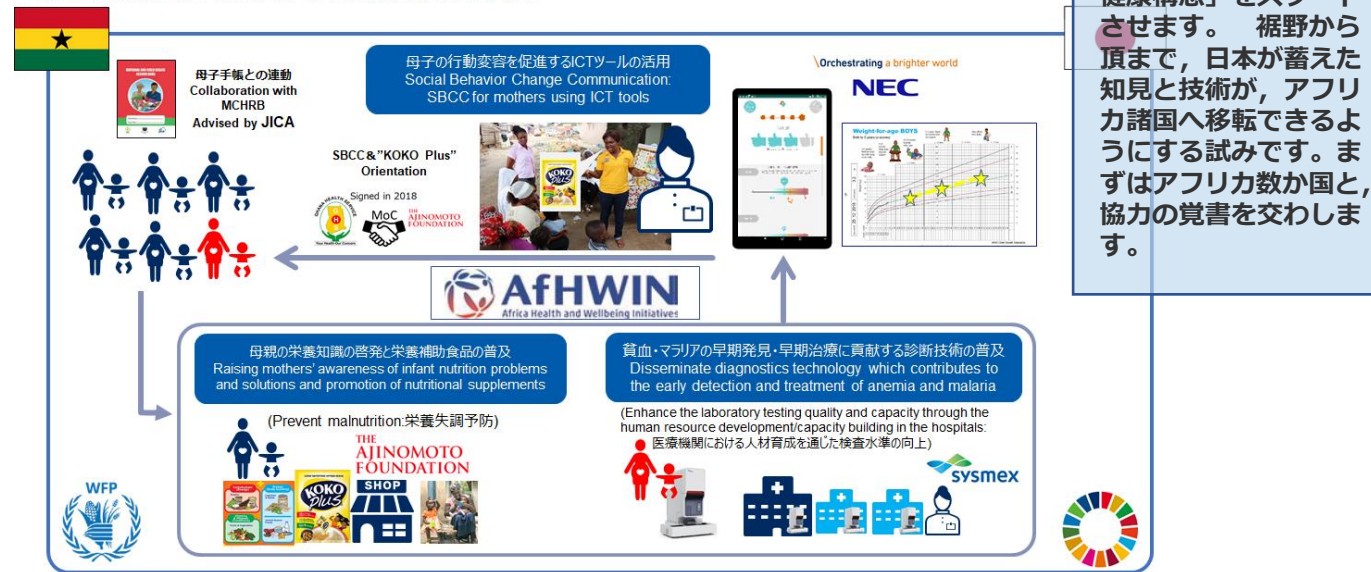 母子手帳との連動
Collaboration with
MCHRB
Advised by JICA
母子の行動変容を促進するICTツールの活用
Social Behavior Change Communication:
SBCC for mothers using ICT tools
\Orchestrating a brighter world
NEC
Weight-for-age BOYS
SBCC&"KOKO Plus"
Orientation
Signed in 2018
GHANA HEALTH SERVICE
Your Health-Our Concern
MoC
THE
AJINOMOTO
FOUNDATION
KOKO
Plus
AfHWIN
Africa Health and Wellbeing Initiatives
母親の栄養知識の啓発と栄養補助食品の普及
Raising mothers' awareness of infant nutrition problems
and solutions and promotion of nutritional supplements
(Prevent malnutrition:栄養失調予防)
THE
AJINOMOTO
FOUNDATION
KOKO
Plus
SHOP
貧血・マラリアの早期発見・早期治療に貢献する診断技術の普及
Disseminate diagnostics technology which contributes to
the early detection and treatment of anemia and malaria
(Enhance the laboratory testing quality and capacity through the
human resource development/capacity building in the hospitals:
医療機関における人材育成を通じた検査水準の向上)
sysmex
WFP
させます。 裾野から
頂まで，日本が蓄えた
知見と技術が，アフリ
カ諸国へ移転できるよ
うにする試みです。ま
ずはアフリカ数か国と，
協力の覚書を交わしま
す。